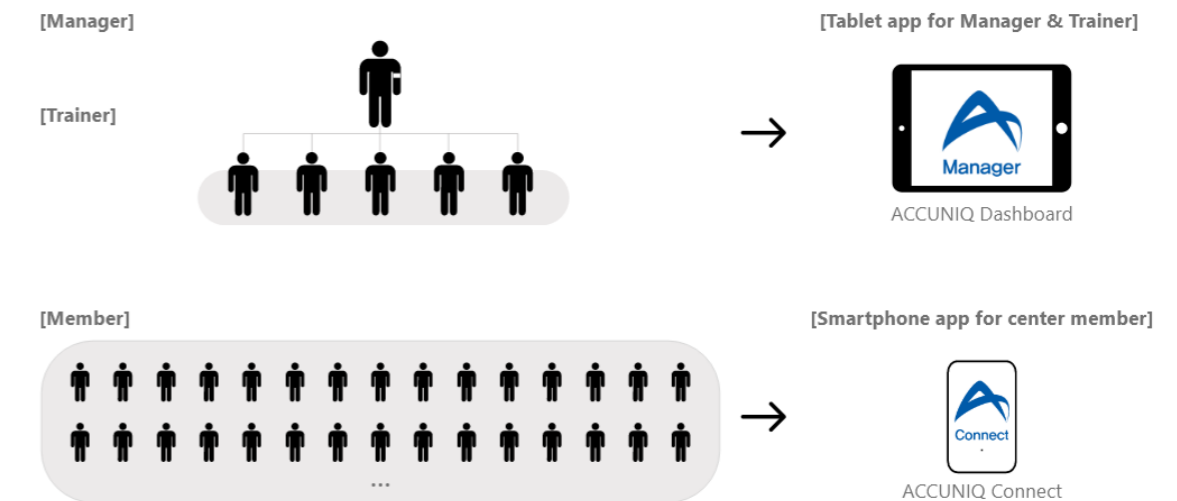 [Manager]
[Tablet app for Manager & Trainer]
[Trainer]
Manager
ACCUNIQ Dashboard
[Member]
[Smartphone app for center member]
Connect
...
ACCUNIQ Connect